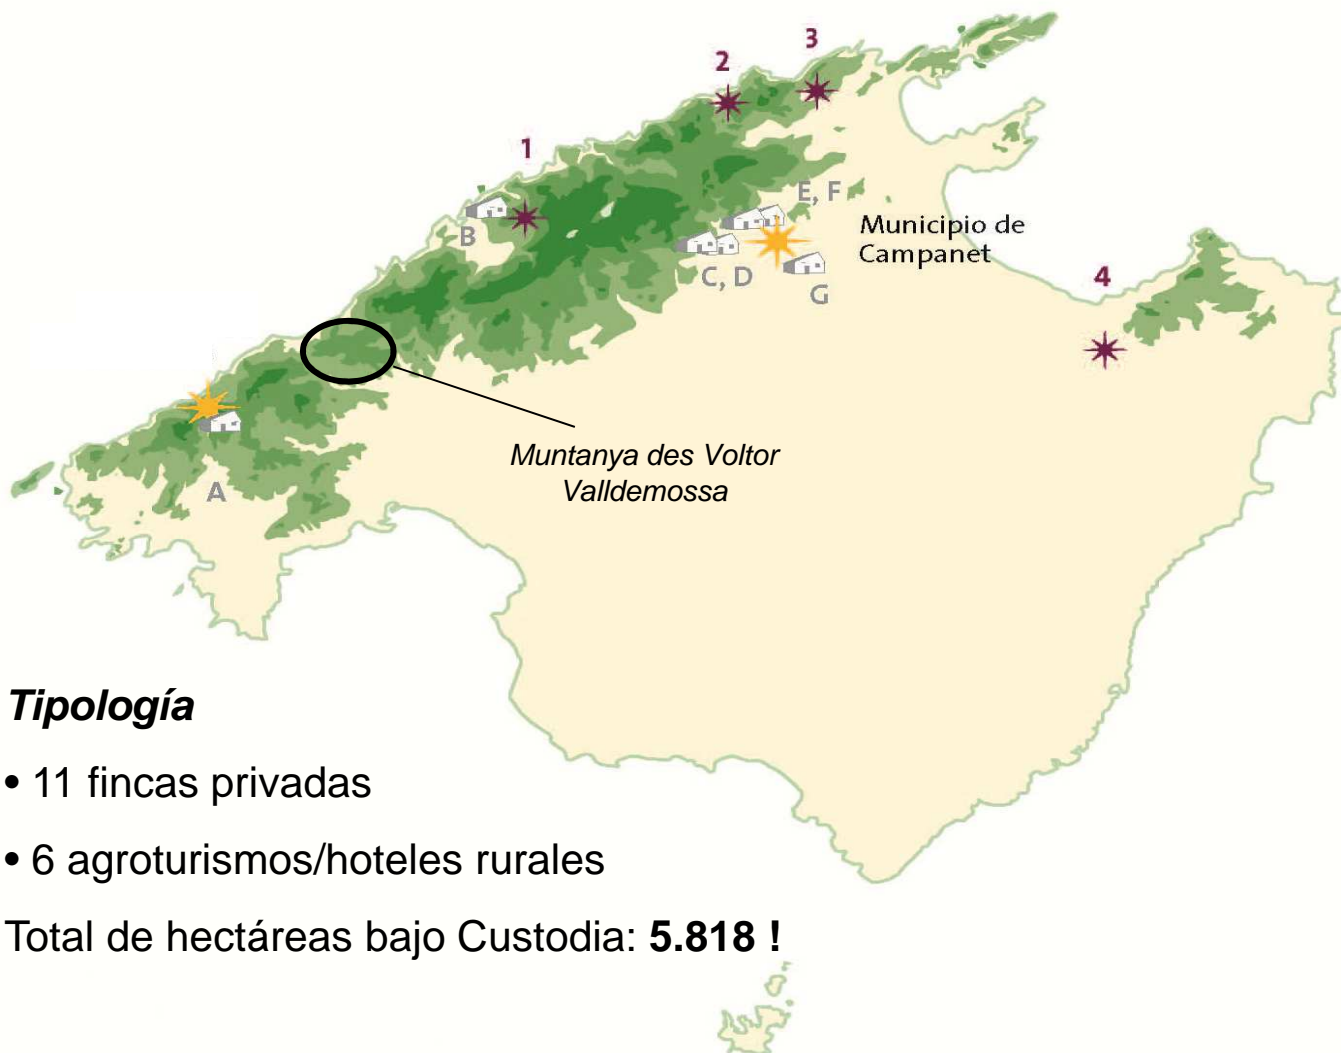 3
2
1
E, F
B
Municipio de
Campanet
C, D
G
4
Muntanya des Voltor
Valldemossa
A
Tipología
• 11 fincas privadas
• 6 agroturismos/hoteles rurales
Total de hectáreas bajo Custodia: 5.818 !